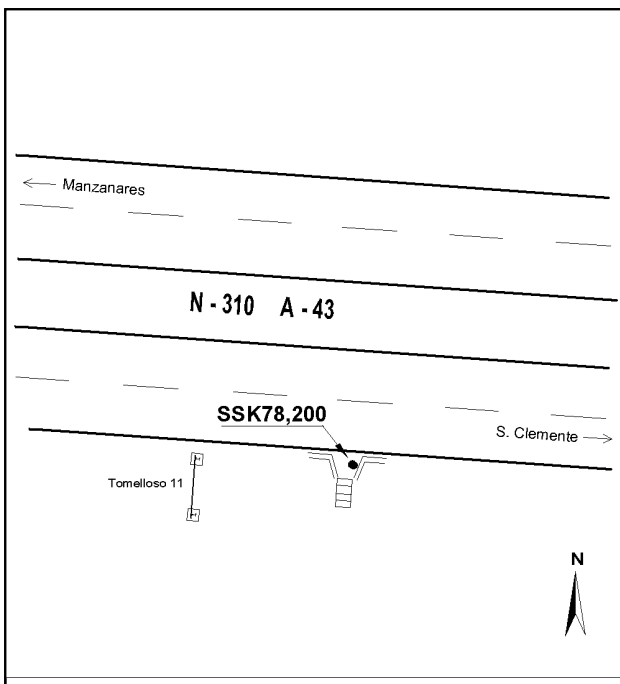 Manzanares
N - 310 A - 43
SSK78,200
S. Clemente
Tomelloso 11
N